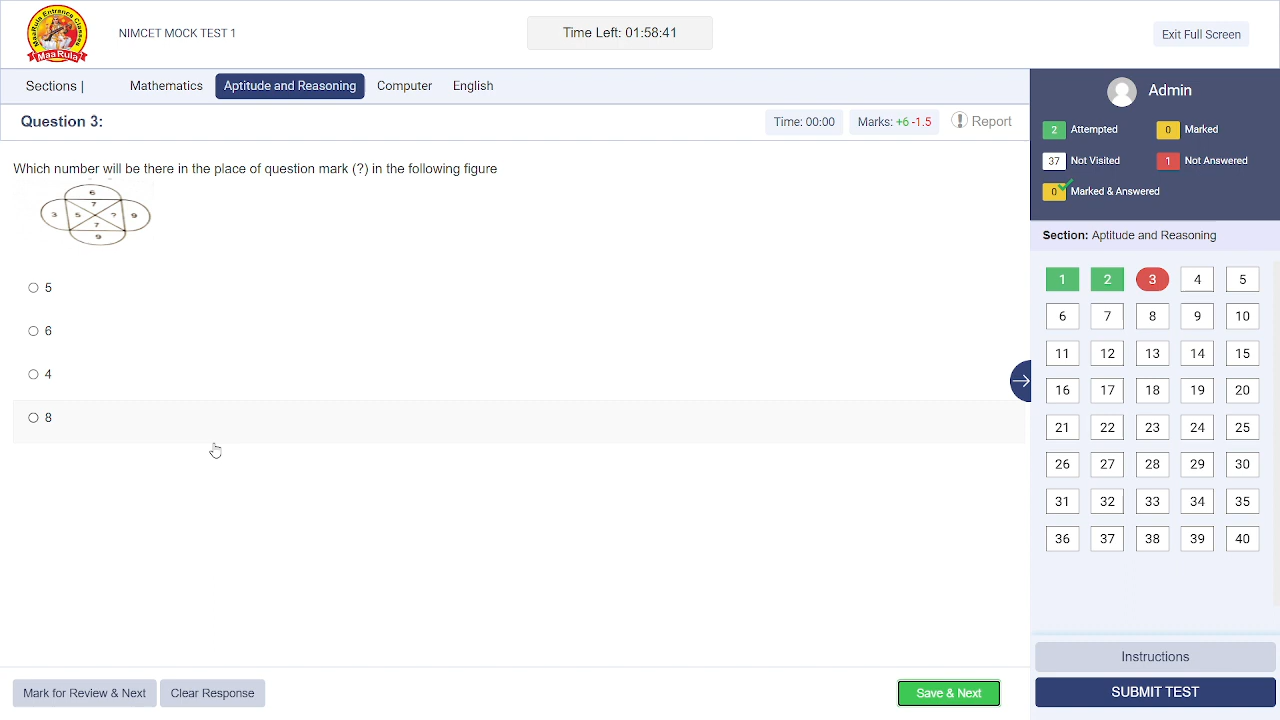 MaaRula Entrance Classes
MaaRula
NIMCET MOCK TEST 1
Time Left: 01:58:41
Exit Full Screen
Sections |
Mathematics
Aptitude and Reasoning
Computer
English
Admin
Question 3:
Time: 00:00
Marks: +6 -1.5
Report
2 Attempted
0 Marked
37 Not Visited
1 Not Answered
0 Marked & Answered
Section: Aptitude and Reasoning
Which number will be there in the place of question mark (?) in the following figure
6
7
3 5 ? 9
7
9
5
6
4
8
1 2 3 4 5
6 7 8 9 10
11 12 13 14 15
16 17 18 19 20
21 22 23 24 25
26 27 28 29 30
31 32 33 34 35
36 37 38 39 40
Instructions
Mark for Review & Next
Clear Response
Save & Next
SUBMIT TEST